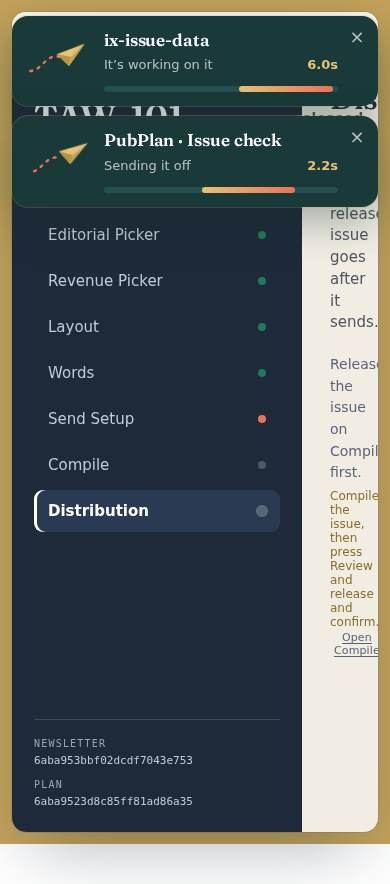 ix-issue-data
It's working on it
6.0s
PubPlan · Issue check
Sending it off
2.2s
Editorial Picker
Revenue Picker
Layout
Words
Send Setup
Compile
Distribution
NEWSLETTER
6aba953bbf02dcdf7043e753
PLAN
6aba9523d8c85ff81ad86a35
release
issue
goes
after
it
sends.
Release
the
issue
on
Compil
first.
Compile
the
issue,
then
press
Review
and
release
and
confirm.
Open
Compile